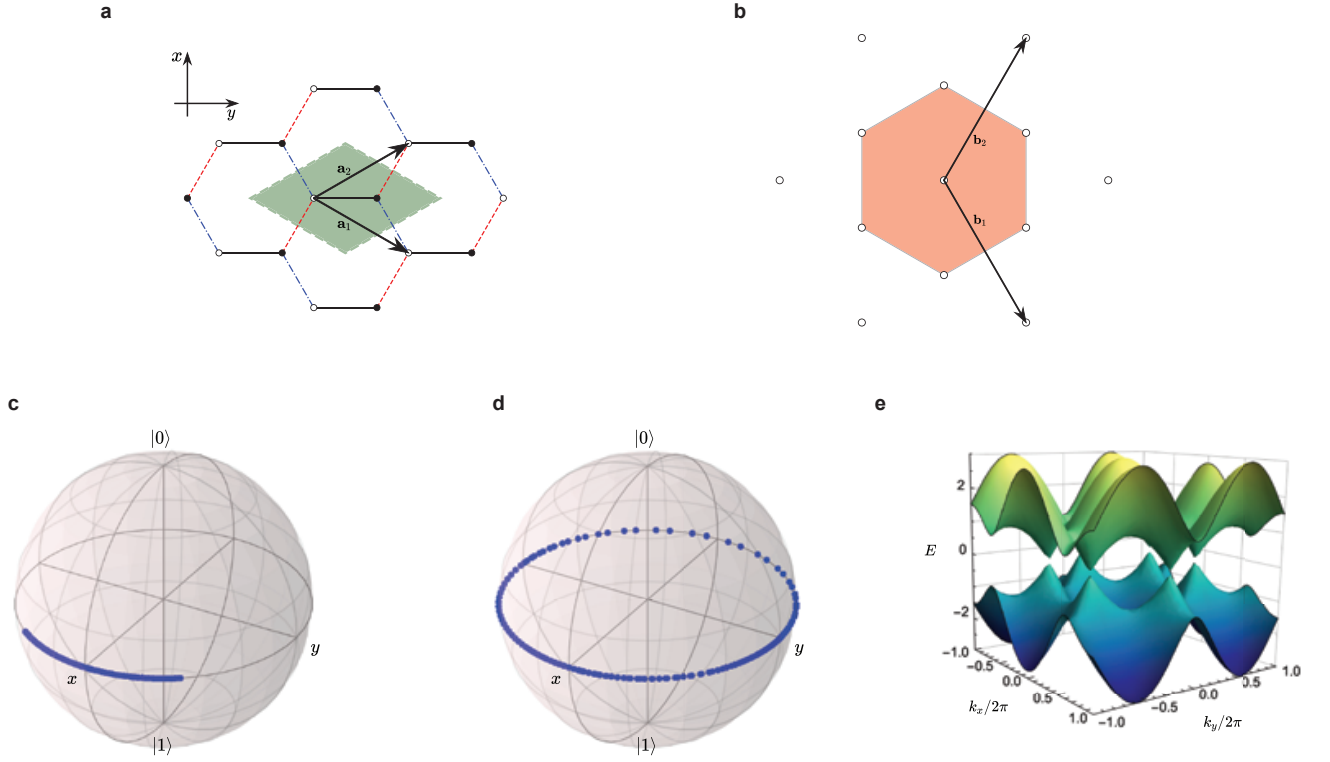 a
b
x
y
a₂
a₁
b₂
b₁
c
d
e
|0⟩
x
y
|1⟩
|0⟩
x
y
|1⟩
E
2
0
−2
−1.0
−0.5
0.0
0.5
1.0
kₓ/2π
−1.0
−0.5
0.0
0.5
1.0
k_y/2π